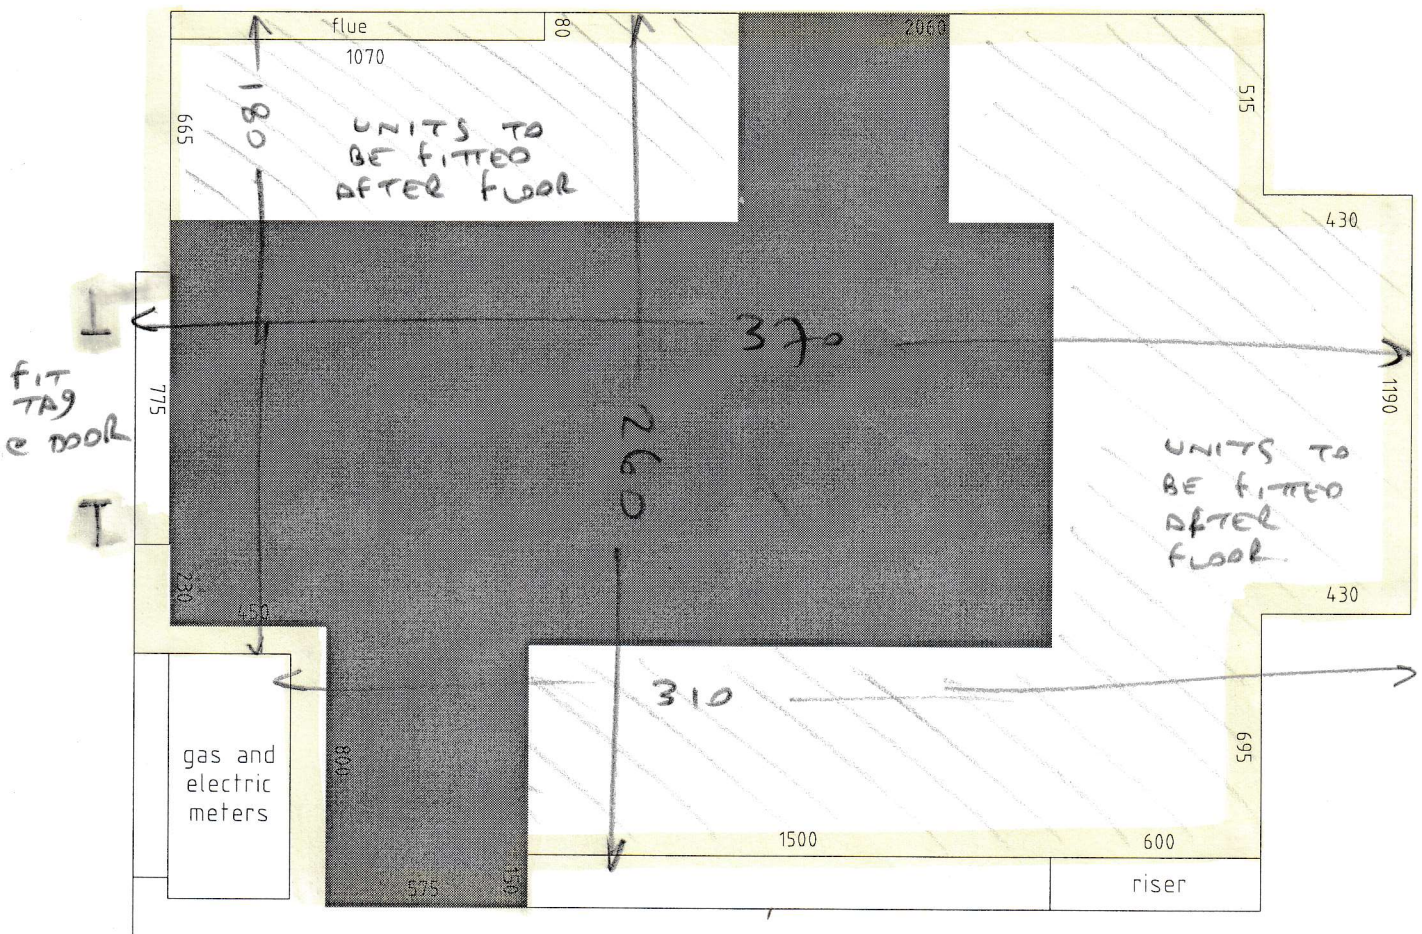 flue
80
2060
1070
180
515
665
UNITS TO
BE FITTED
AFTER FLOOR
430
370
FIT
TAG
@ DOOR
775
1190
260
UNITS TO
BE FITTED
AFTER
FLOOR
230
450
430
310
gas and
electric
meters
800
695
1500
600
575
150
riser